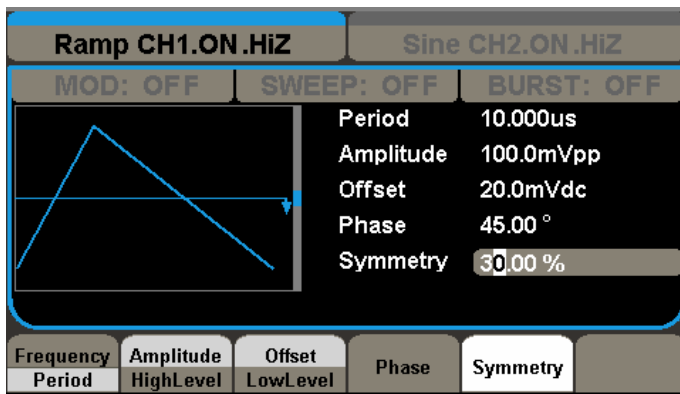 Ramp CH1.ON.HiZ
Sine CH2.ON.HiZ
MOD: OFF
SWEEP: OFF
BURST: OFF
Period 10.000us
Amplitude 100.0mVpp
Offset 20.0mVdc
Phase 45.00 °
Symmetry 30.00 %
Frequency
Period
Amplitude
HighLevel
Offset
LowLevel
Phase
Symmetry